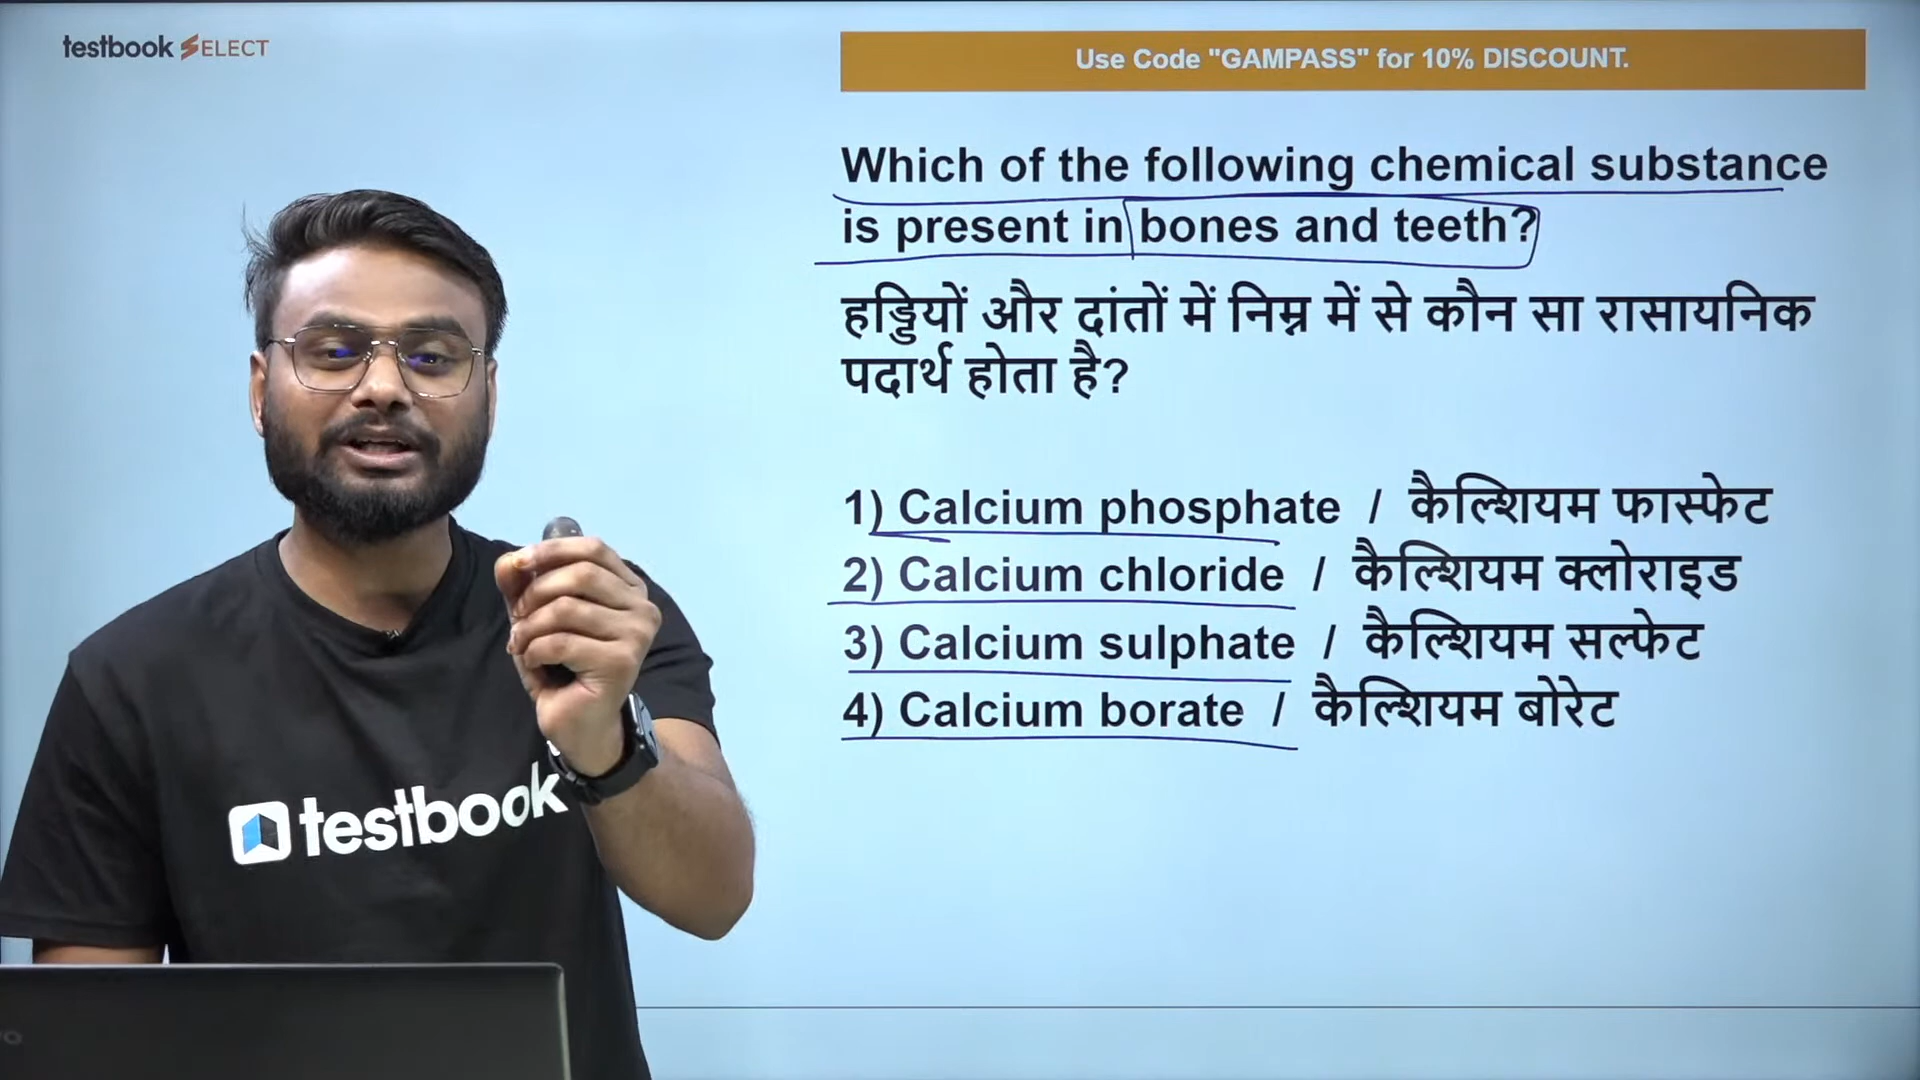 testbook SELECT
Use Code "GAMPASS" for 10% DISCOUNT.
Which of the following chemical substance
is present in bones and teeth?
हड्डियों और दांतों में निम्न में से कौन सा रासायनिक
पदार्थ होता है?
1) Calcium phosphate / कैल्शियम फास्फेट
2) Calcium chloride / कैल्शियम क्लोराइड
3) Calcium sulphate / कैल्शियम सल्फेट
4) Calcium borate / कैल्शियम बोरेट
testbook